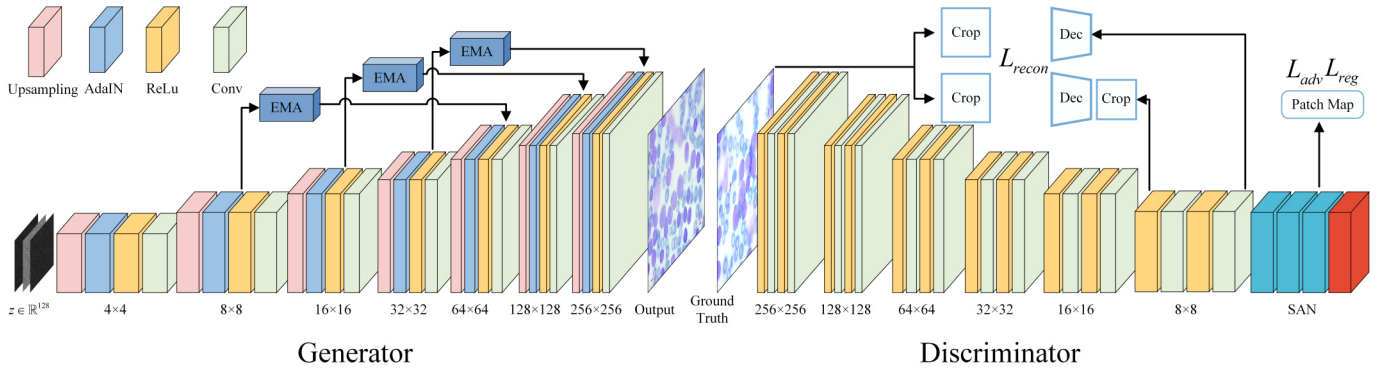 Upsampling AdaIN ReLu Conv
EMA
EMA
EMA
Crop
Crop
L_recon
Dec
Dec
Crop
L_adv L_reg
Patch Map
z ∈ ℝ^128
4×4
8×8
16×16
32×32
64×64
128×128
256×256
Output
Ground
Truth
256×256
128×128
64×64
32×32
16×16
8×8
SAN
Generator
Discriminator